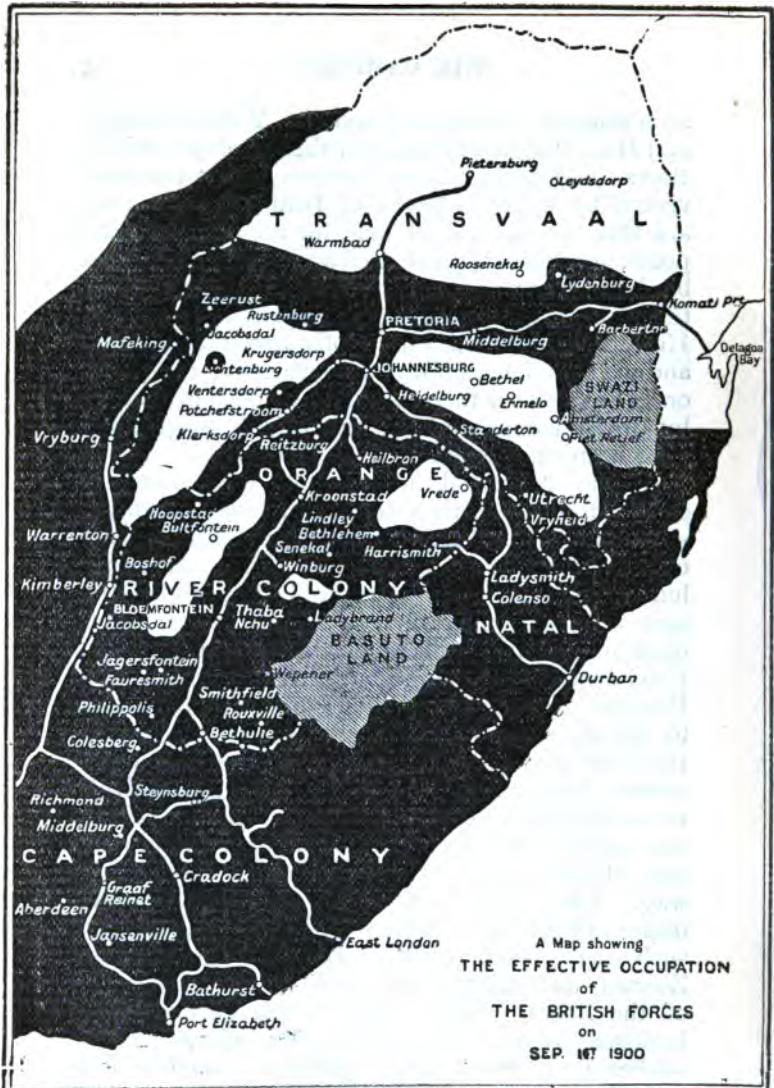 Pietersburg
Leydsdorp
TRANSVAAL
Warmbad
Roosenekal
Lydenburg
Zeerust
Komati Pts.
Rustenburg
PRETORIA
Jacobsdal
Barberton
Mafeking
Middelburg
Delagoa
Bay
Krugersdorp
Lichtenburg
JOHANNESBURG
SWAZI
LAND
Bethel
Ventersdorp
Heidelburg
Ermelo
Potchefstroom
Amsterdam
Klerksdorp
Standerton
Piet Retief
Vryburg
Reitzburg
Heilbron
ORANGE
Vrede
Kroonstad
Utrecht
Hoopstad
Lindley
Vryheid
Bultfontein
Bethlehem
Warrenton
Senekal
Harrismith
Boshof
Winburg
Kimberley
RIVER COLONY
Ladysmith
BLOEMFONTEIN
Thaba
Nchu
Ladybrand
Colenso
Jacobsdal
NATAL
BASUTO
LAND
Jagersfontein
Fauresmith
Wepener
Durban
Smithfield
Philippolis
Rouxville
Bethulie
Colesberg
Steynsburg
Richmond
Middelburg
CAPE COLONY
Cradock
Graaf
Reinet
Aberdeen
Jansenville
East London
Bathurst
Port Elizabeth
A Map showing
THE EFFECTIVE OCCUPATION
of
THE BRITISH FORCES
on
SEP. 1900